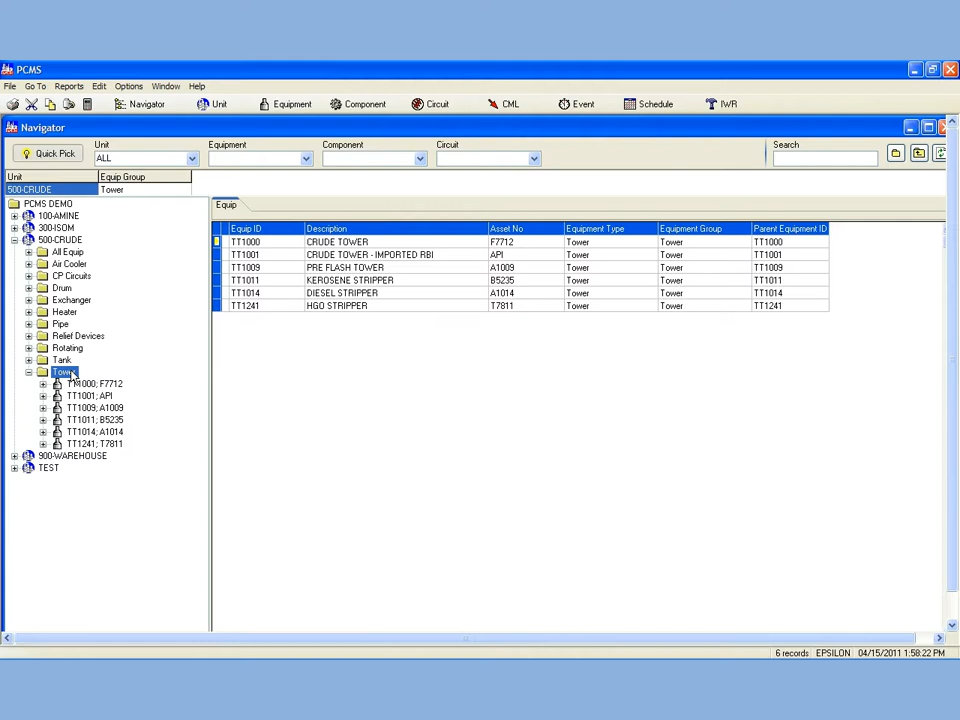 PCMS
File Go To Reports Edit Options Window Help
Navigator Unit Equipment Component Circuit CML Event Schedule IWR
Navigator
Quick Pick
Unit Equipment Component Circuit Search
ALL
Unit Equip Group
500-CRUDE Tower
PCMS DEMO
100-AMINE
300-ISOM
500-CRUDE
All Equip
Air Cooler
CP Circuits
Drum
Exchanger
Heater
Pipe
Relief Devices
Rotating
Tank
Tower
TT1000; F7712
TT1001; API
TT1009; A1009
TT1011; B5235
TT1014; A1014
TT1241; T7811
900-WAREHOUSE
TEST
Equip
Equip ID Description Asset No Equipment Type Equipment Group Parent Equipment ID
TT1000 CRUDE TOWER F7712 Tower Tower TT1000
TT1001 CRUDE TOWER - IMPORTED RBI API Tower Tower TT1001
TT1009 PRE FLASH TOWER A1009 Tower Tower TT1009
TT1011 KEROSENE STRIPPER B5235 Tower Tower TT1011
TT1014 DIESEL STRIPPER A1014 Tower Tower TT1014
TT1241 HGO STRIPPER T7811 Tower Tower TT1241
6 records EPSILON 04/15/2011 1:58:22 PM